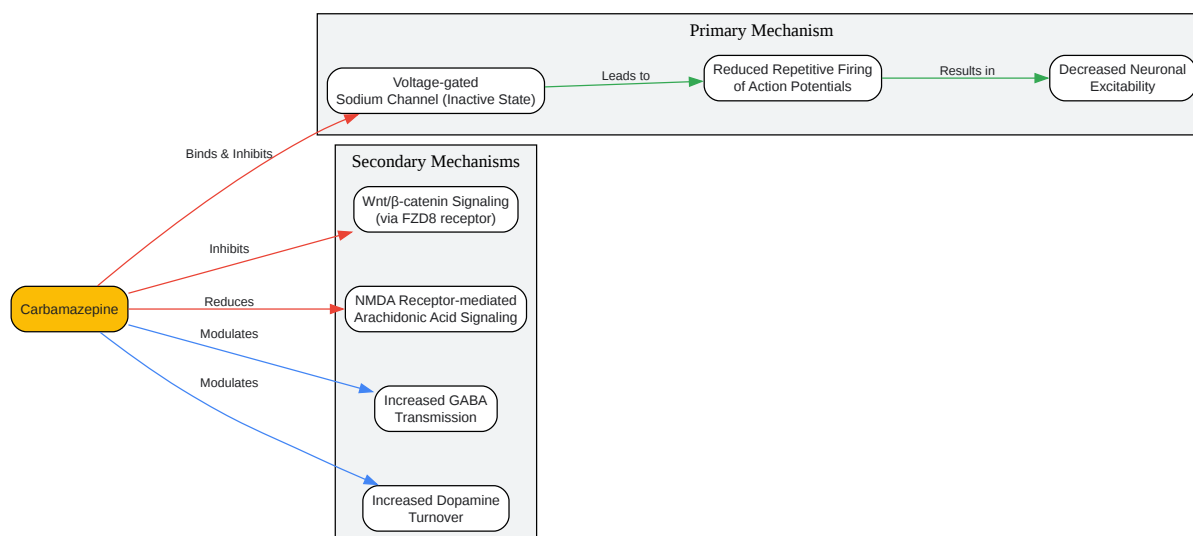 Primary Mechanism
Voltage-gated
Sodium Channel (Inactive State)
Leads to
Reduced Repetitive Firing
of Action Potentials
Results in
Decreased Neuronal
Excitability
Binds & Inhibits
Secondary Mechanisms
Wnt/β-catenin Signaling
(via FZD8 receptor)
Inhibits
Carbamazepine
Reduces
NMDA Receptor-mediated
Arachidonic Acid Signaling
Modulates
Increased GABA
Transmission
Modulates
Increased Dopamine
Turnover